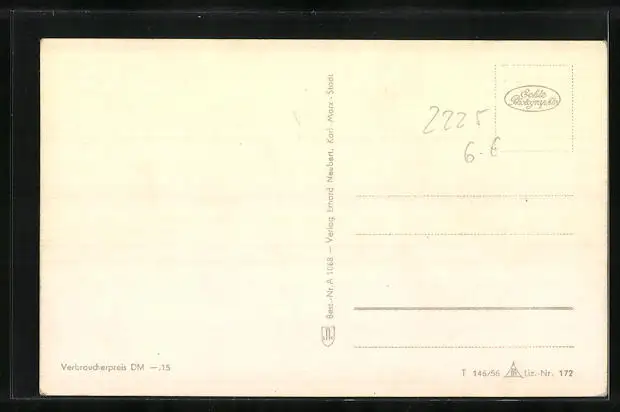 Echte
Photographie
2225
6.-€
Best.-Nr. A 1068 – Verlag Erhard Neubert, Karl-Marx-Stadt
Verbraucherpreis DM —.15
T 146/56 Liz.-Nr. 172